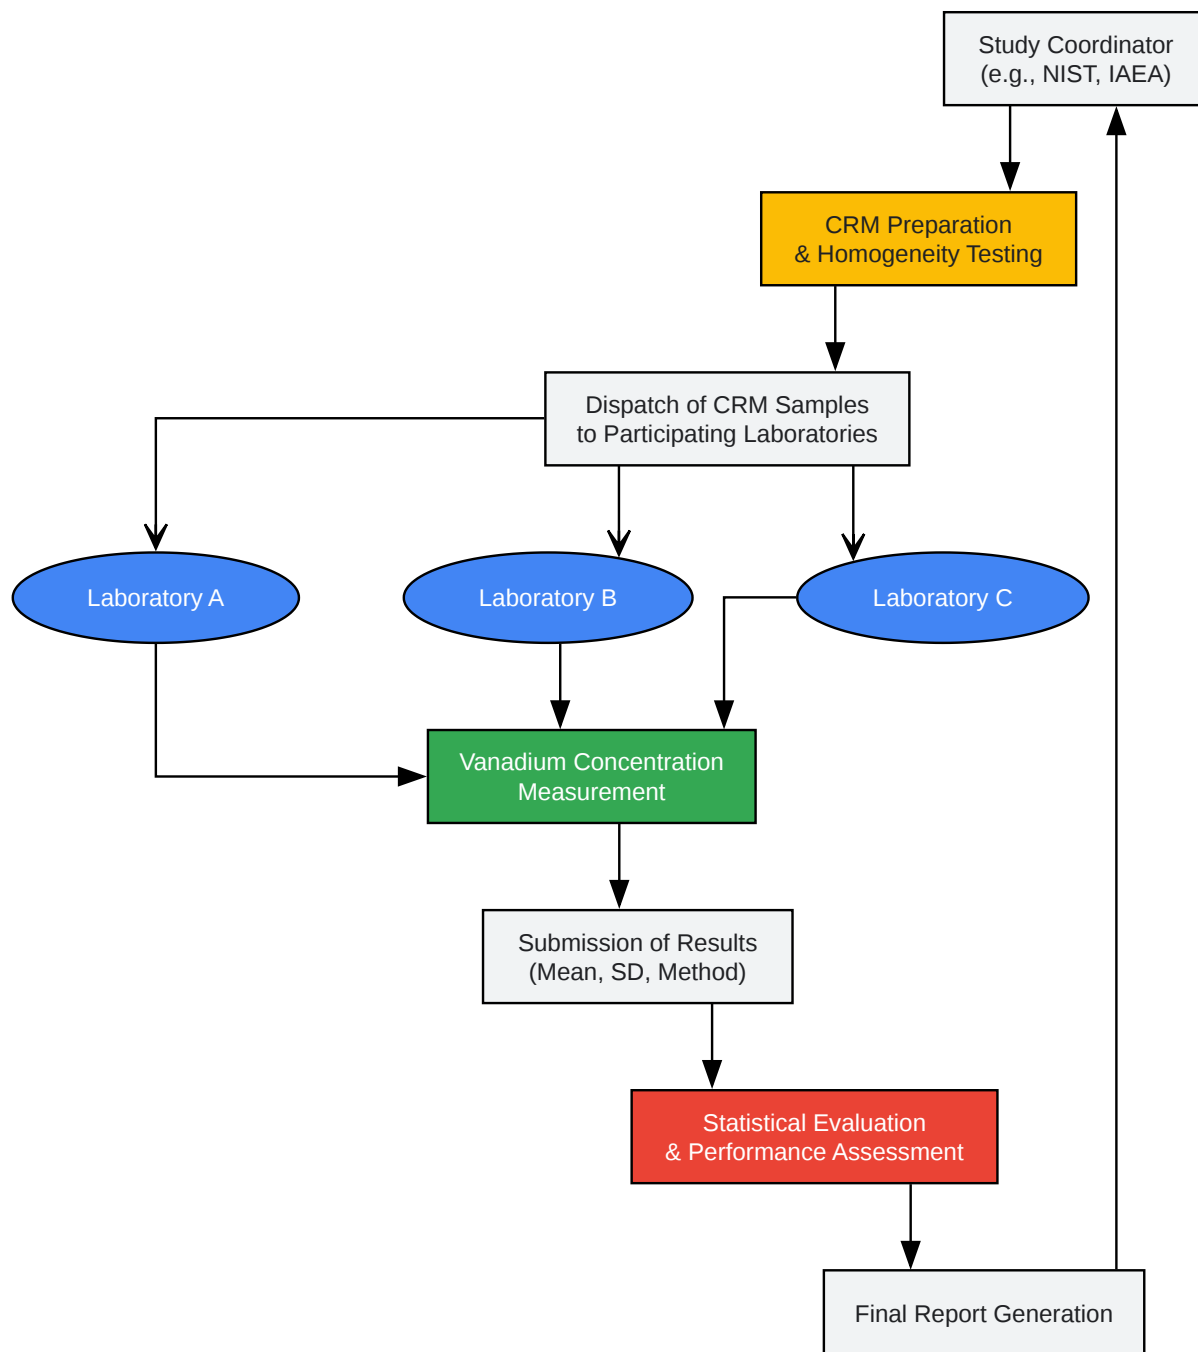 Study Coordinator
(e.g., NIST, IAEA)
CRM Preparation
& Homogeneity Testing
Dispatch of CRM Samples
to Participating Laboratories
Laboratory A
Laboratory B
Laboratory C
Vanadium Concentration
Measurement
Submission of Results
(Mean, SD, Method)
Statistical Evaluation
& Performance Assessment
Final Report Generation